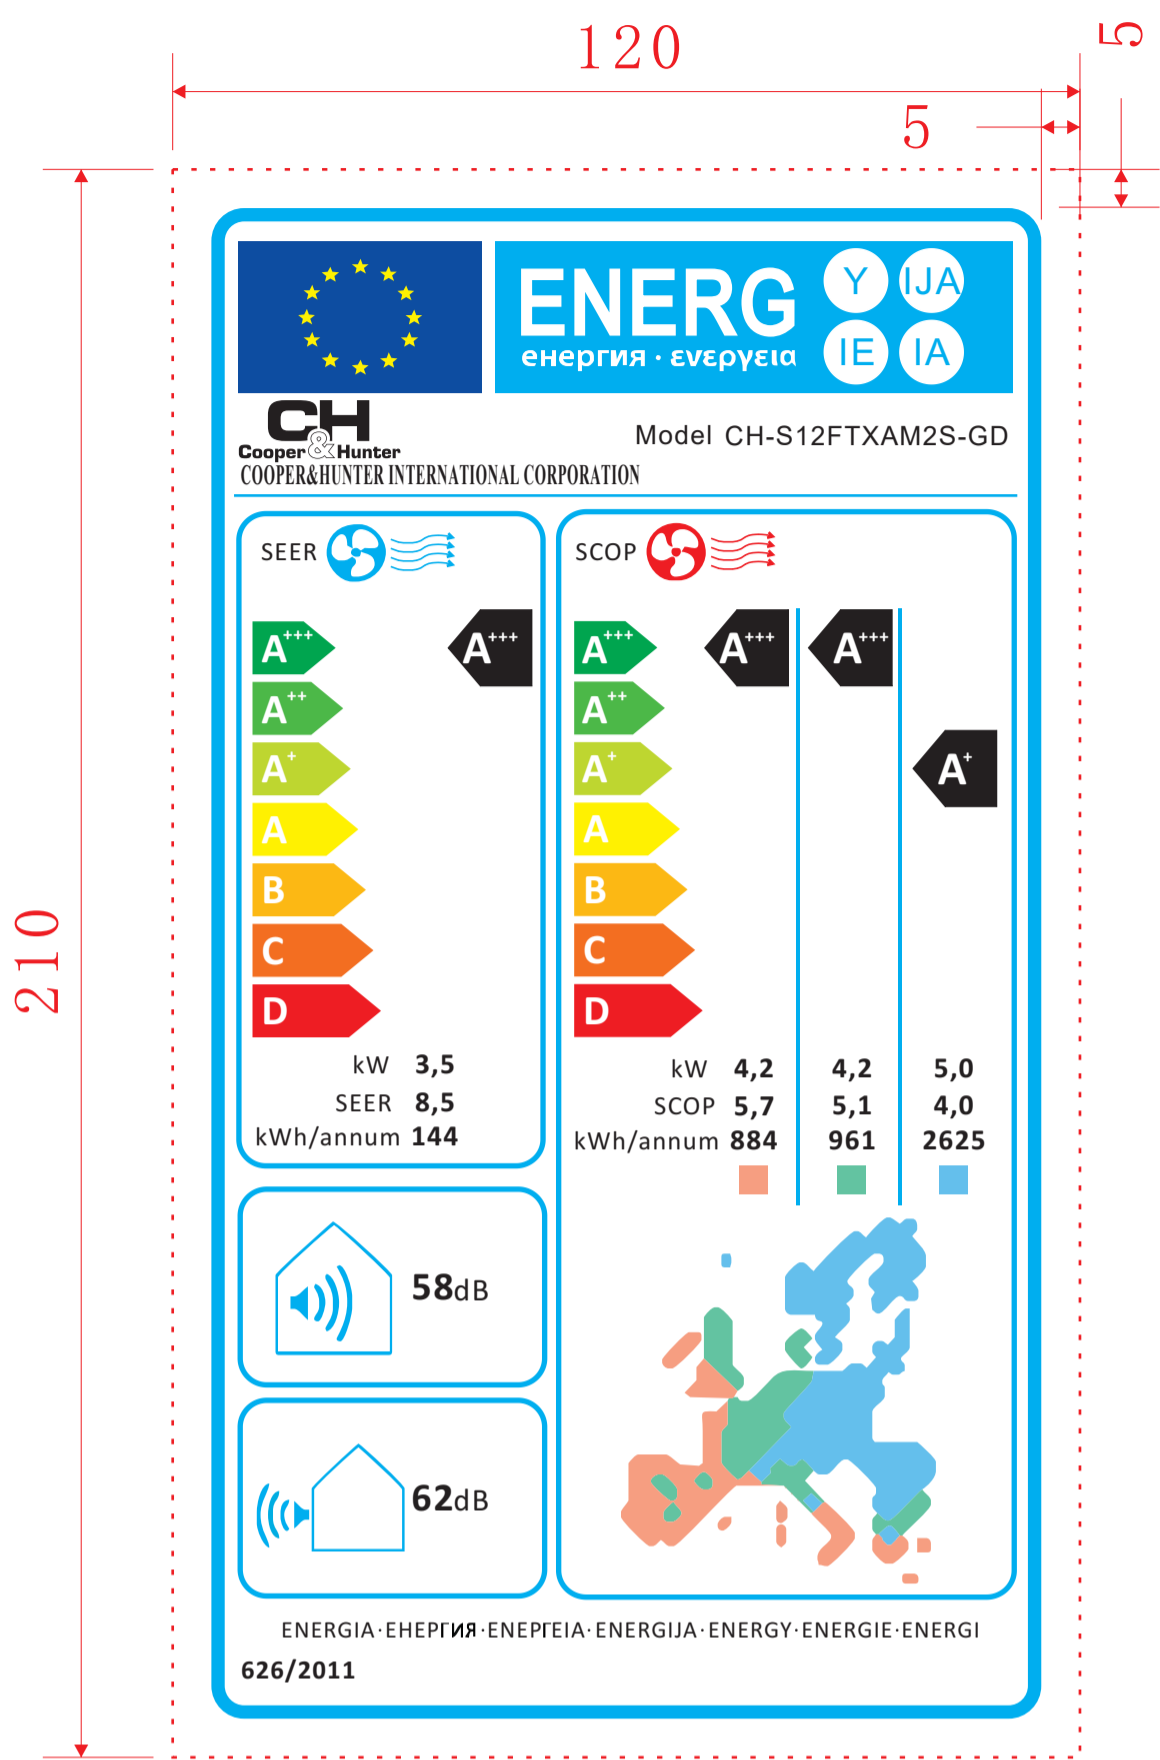 120
5
5
210
ENERG
енергия · ενεργεια
Y IJA
IE IA
CH
Cooper & Hunter
COOPER&HUNTER INTERNATIONAL CORPORATION
Model CH-S12FTXAM2S-GD
SEER
A+++ A+++
A++
A+
A
B
C
D
kW 3,5
SEER 8,5
kWh/annum 144
SCOP
A+++ A+++ A+++
A++
A+ A+
A
B
C
D
kW 4,2 4,2 5,0
SCOP 5,7 5,1 4,0
kWh/annum 884 961 2625
58dB
62dB
ENERGIA·ЕНЕРГИЯ·ΕΝΕΡΓΕΙΑ·ENERGIJA·ENERGY·ENERGIE·ENERGI
626/2011